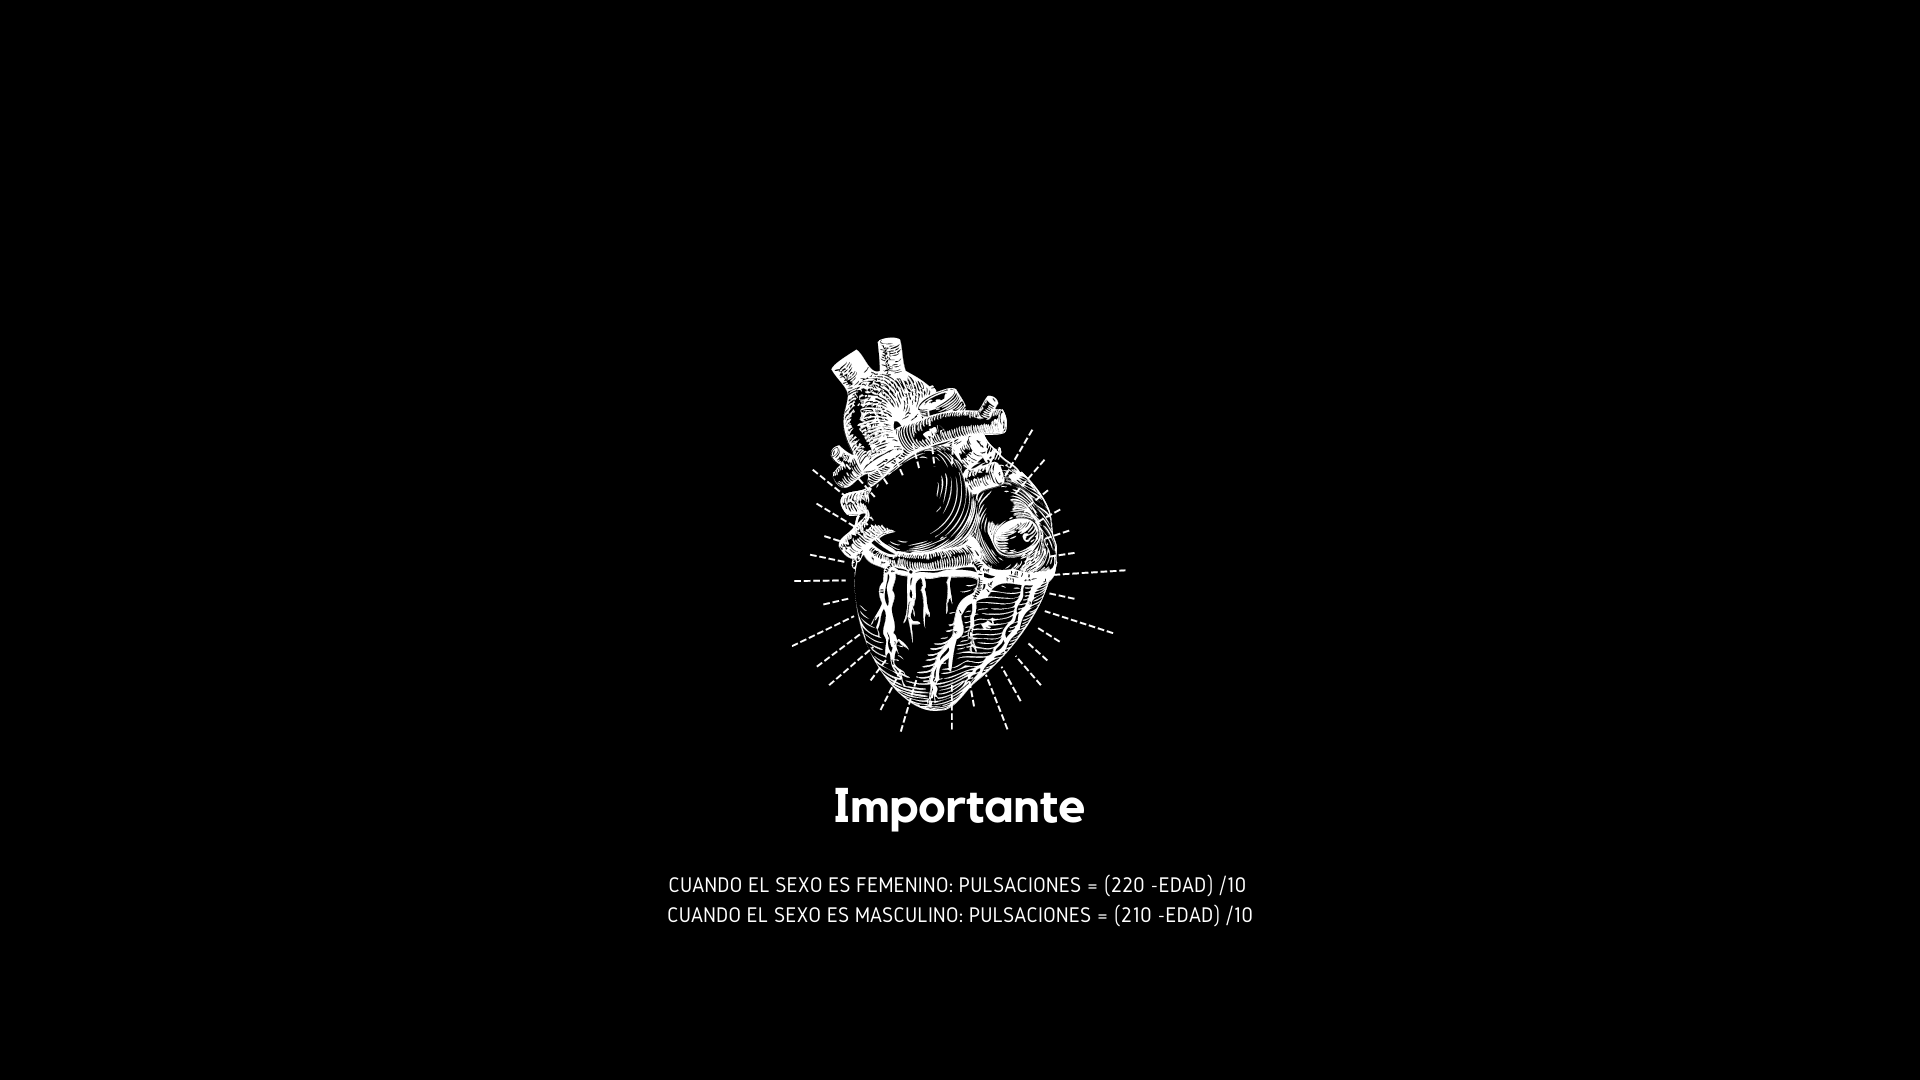 Importante
CUANDO EL SEXO ES FEMENINO: PULSACIONES = (220 -EDAD) /10
CUANDO EL SEXO ES MASCULINO: PULSACIONES = (210 -EDAD) /10